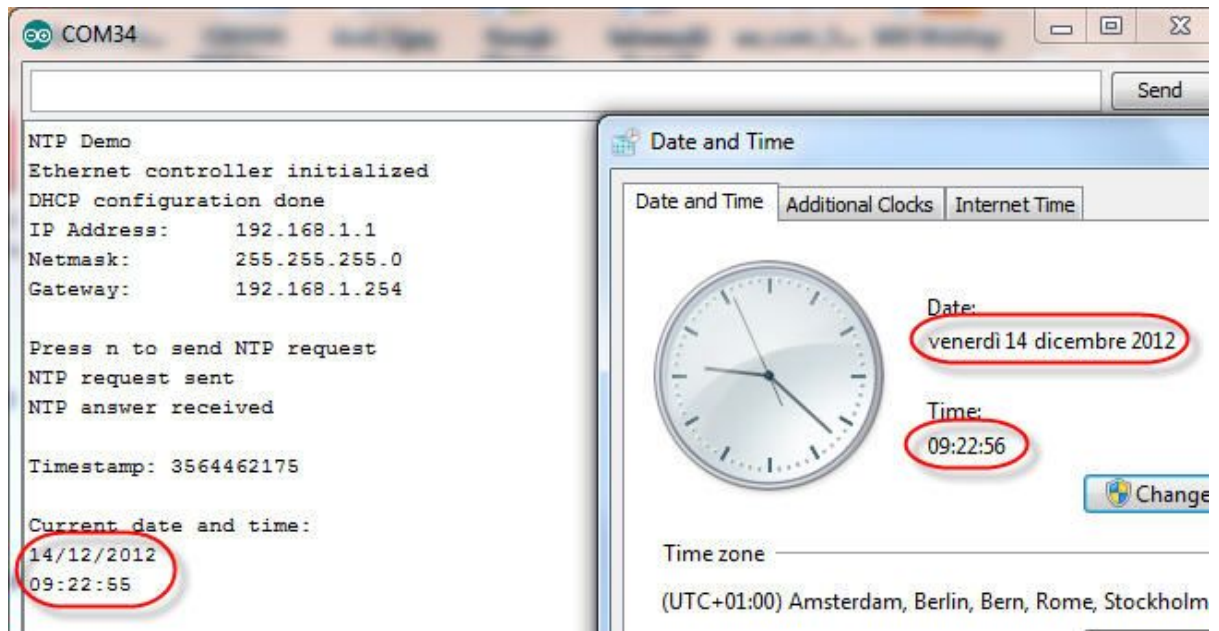 COM34
Send
NTP Demo
Ethernet controller initialized
DHCP configuration done
IP Address:     192.168.1.1
Netmask:        255.255.255.0
Gateway:        192.168.1.254
Press n to send NTP request
NTP request sent
NTP answer received
Timestamp: 3564462175
Current date and time:
14/12/2012
09:22:55
Date and Time
Date and Time Additional Clocks Internet Time
Date:
venerdì 14 dicembre 2012
Time:
09:22:56
Change
Time zone
(UTC+01:00) Amsterdam, Berlin, Bern, Rome, Stockholm